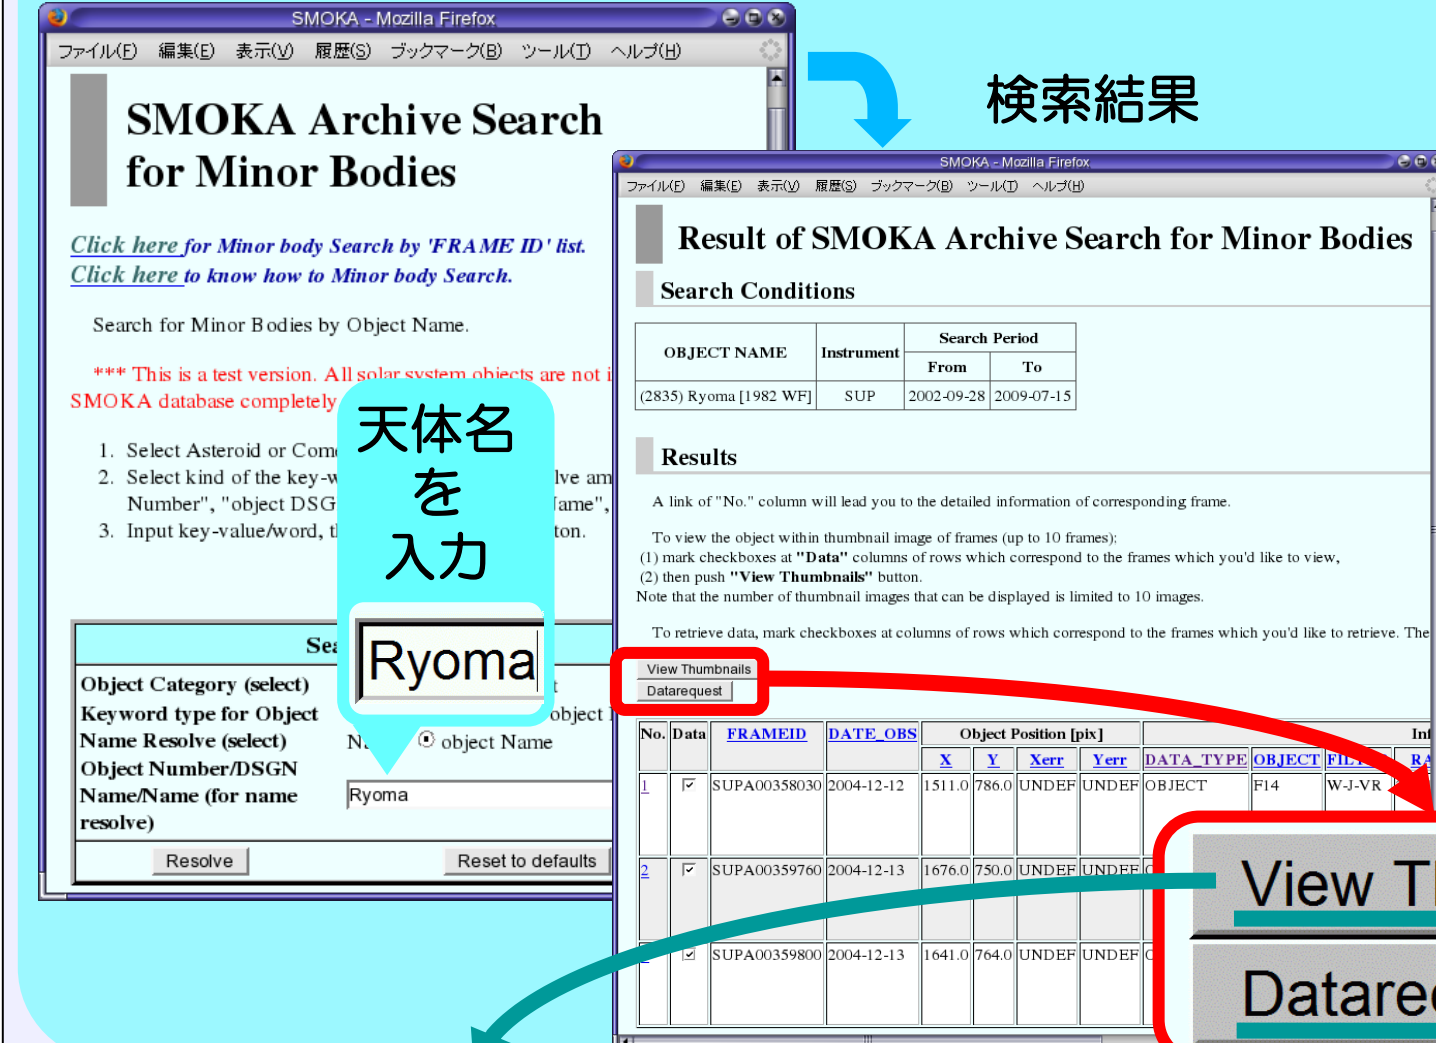 SMOKA - Mozilla Firefox
ファイル(F) 編集(E) 表示(V) 履歴(S) ブックマーク(B) ツール(T) ヘルプ(H)
SMOKA Archive Search
for Minor Bodies
Click here for Minor body Search by 'FRAME ID' list.
Click here to know how to Minor body Search.
Search for Minor Bodies by Object Name.
*** This is a test version. All solar system objects are not i
SMOKA database completely
1. Select Asteroid or Com
2. Select kind of the key-w
Number", "object DSG
3. Input key-value/word, t
天体名
を
入力
Ryoma
Object Category (select)
Keyword type for Object
Name Resolve (select)
object Name
Object Number/DSGN
Name/Name (for name
resolve)
Ryoma
Resolve Reset to defaults
検索結果
SMOKA - Mozilla Firefox
ファイル(F) 編集(E) 表示(V) 履歴(S) ブックマーク(B) ツール(T) ヘルプ(H)
Result of SMOKA Archive Search for Minor Bodies
Search Conditions
OBJECT NAME Instrument Search Period
From To
(2835) Ryoma [1982 WF] SUP 2002-09-28 2009-07-15
Results
A link of "No." column will lead you to the detailed information of corresponding frame.
To view the object within thumbnail image of frames (up to 10 frames):
(1) mark checkboxes at "Data" columns of rows which correspond to the frames which you'd like to view,
(2) then push "View Thumbnails" button.
Note that the number of thumbnail images that can be displayed is limited to 10 images.
To retrieve data, mark checkboxes at columns of rows which correspond to the frames which you'd like to retrieve. The
View Thumbnails
Datarequest
No. Data FRAMEID DATE_OBS Object Position [pix] Inf
X Y Xerr Yerr DATA_TYPE OBJECT RA
1 SUPA00358030 2004-12-12 1511.0 786.0 UNDEF UNDEF OBJECT F14 W-J-VR
2 SUPA00359760 2004-12-13 1676.0 750.0 UNDEF UNDEF
SUPA00359800 2004-12-13 1641.0 764.0 UNDEF UNDEF
View T
Datare